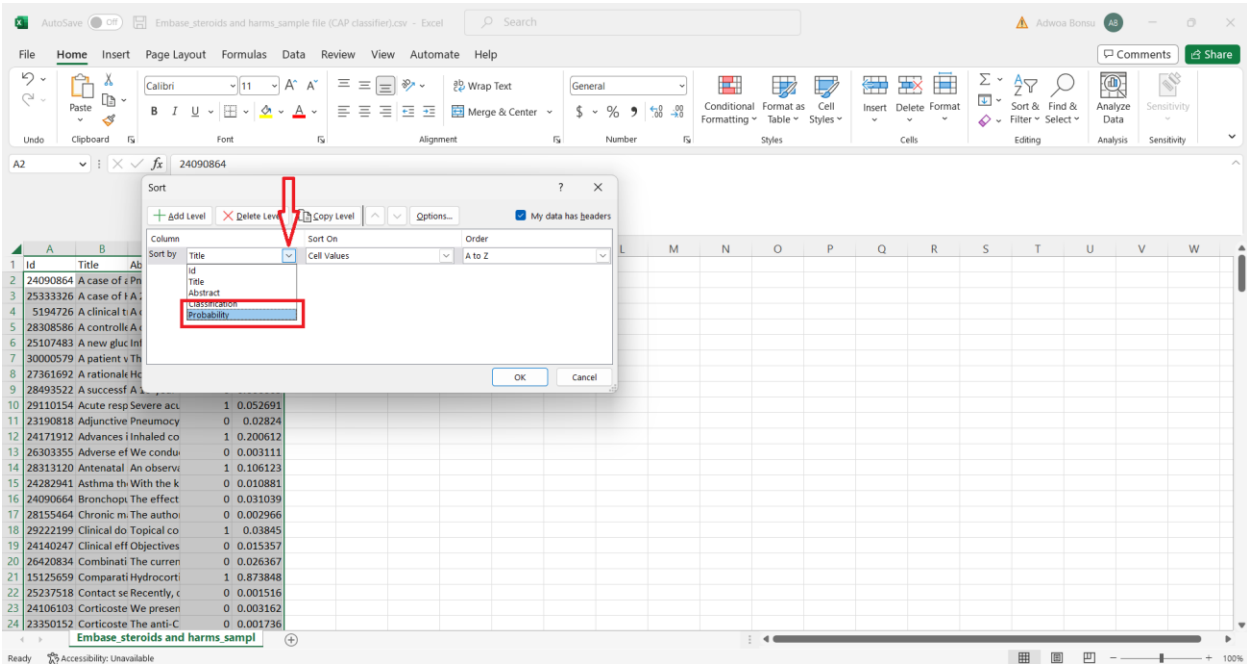 AutoSave Off Embase_steroids and harms_sample file (CAP classifier).csv - Excel Search Adwoa Bonsu AB
File Home Insert Page Layout Formulas Data Review View Automate Help Comments Share
Calibri 11 A^ A˅ Wrap Text General
Paste B I U A Merge & Center $ % 9 Conditional Formatting Format as Table Cell Styles Insert Delete Format Sort & Filter Find & Select Analyze Data Sensitivity
Undo Clipboard Font Alignment Number Styles Cells Editing Analysis Sensitivity
A2 fx 24090864
Sort ? X
Add Level Delete Copy Level Options... My data has headers
Column Sort On Order
Sort by Title Cell Values A to Z
Id
Title
Abstract
Classification
Probability
OK Cancel
A B L M N O P Q R S T U V W
1 Id Title Ab
2 24090864 A case of a Pn
3 25333326 A case of
4 5194726 A clinical t
5 28308586 A controlle
6 25107483 A new gluc Inf
7 30000579 A patient v Th
8 27361692 A rationale Ho
9 28493522 A successf
10 29110154 Acute resp Severe acu 1 0.052691
11 23190818 Adjunctive Pneumocy 0 0.02824
12 24171912 Advances i Inhaled co 1 0.200612
13 26303355 Adverse ef We condu 0 0.003111
14 28313120 Antenatal An observa 1 0.106123
15 24282941 Asthma th With the k 0 0.010881
16 24090664 Bronchopu The effect 0 0.031039
17 28155464 Chronic m The author 0 0.002966
18 29222199 Clinical do Topical co 1 0.03845
19 24140247 Clinical eff Objectives 0 0.015357
20 26420834 Combinati The curren 0 0.026367
21 15125659 Comparati Hydrocorti 1 0.873848
22 25237518 Contact se Recently, c 0 0.001516
23 24106103 Corticoste We presen 0 0.003162
24 23350152 Corticoste The anti-C 0 0.001736
Embase_steroids and harms_sampl
Ready Accessibility: Unavailable 100%